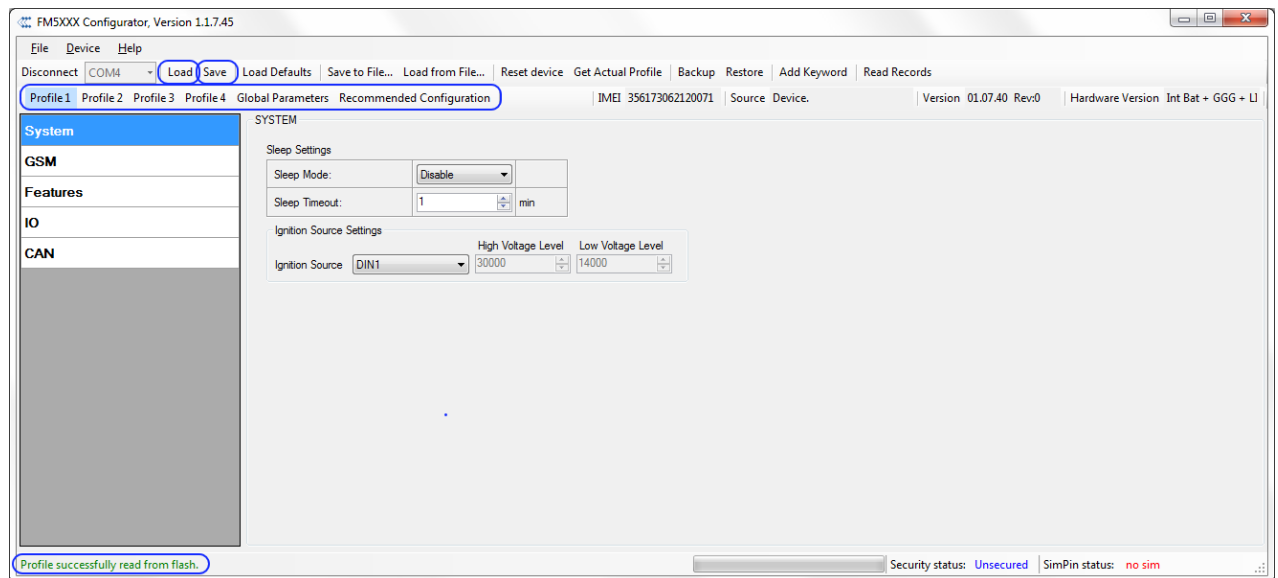 FM5XXX Configurator, Version 1.1.7.45
File Device Help
Disconnect COM4 Load Save Load Defaults Save to File... Load from File... Reset device Get Actual Profile Backup Restore Add Keyword Read Records
Profile 1 Profile 2 Profile 3 Profile 4 Global Parameters Recommended Configuration IMEI 356173062120071 Source Device. Version 01.07.40 Rev:0 Hardware Version Int Bat + GGG + LI
System
GSM
Features
IO
CAN
SYSTEM
Sleep Settings
Sleep Mode: Disable
Sleep Timeout: 1 min
Ignition Source Settings
High Voltage Level Low Voltage Level
Ignition Source DIN1 30000 14000
Profile successfully read from flash. Security status: Unsecured SimPin status: no sim